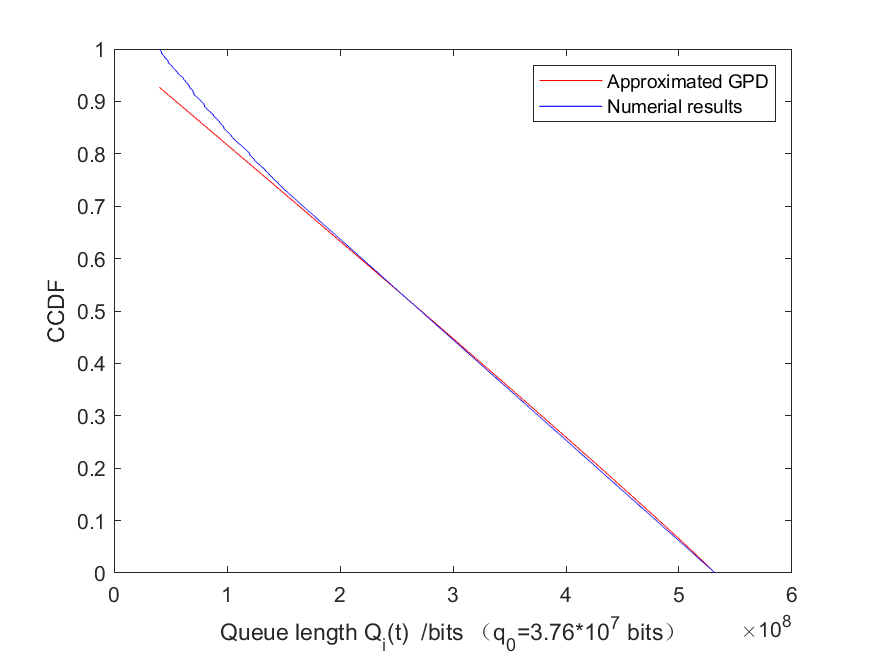 Approximated GPD
Numerial results
1
0.9
0.8
0.7
0.6
0.5
0.4
0.3
0.2
0.1
0
CCDF
0 1 2 3 4 5 6
×10^8
Queue length Q_i(t) /bits （q_0=3.76*10^7 bits）